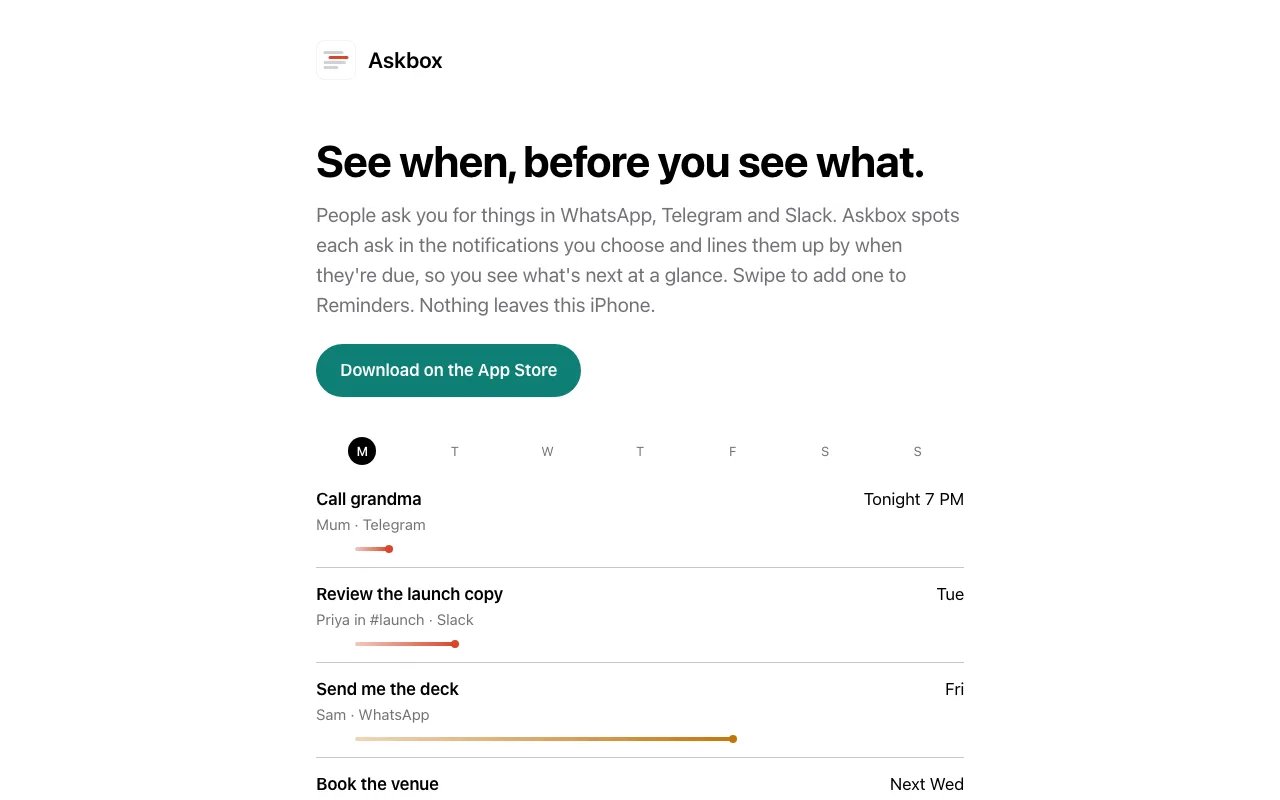 Askbox
See when, before you see what.
People ask you for things in WhatsApp, Telegram and Slack. Askbox spots
each ask in the notifications you choose and lines them up by when
they're due, so you see what's next at a glance. Swipe to add one to
Reminders. Nothing leaves this iPhone.
Download on the App Store
M T W T F S S
Call grandma Tonight 7 PM
Mum · Telegram
Review the launch copy Tue
Priya in #launch · Slack
Send me the deck Fri
Sam · WhatsApp
Book the venue Next Wed